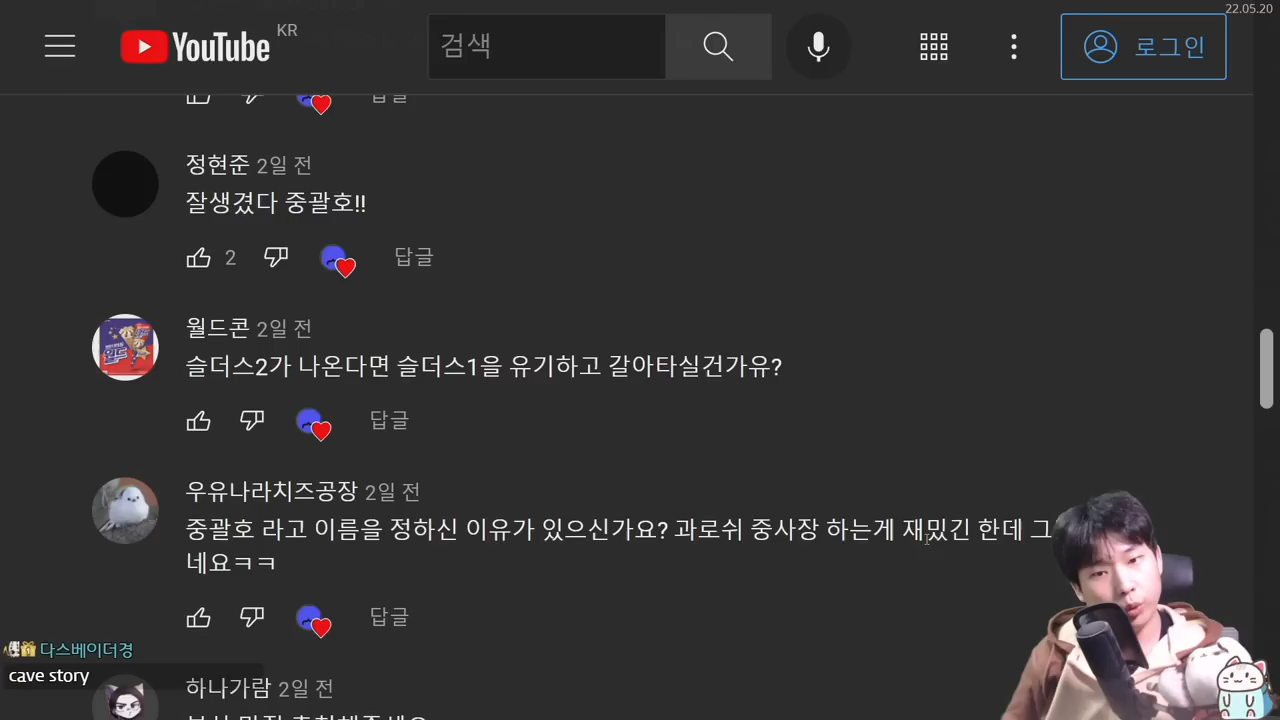 22.05.20
YouTube KR
검색
로그인
답글
정현준 2일 전
잘생겼다 중괄호!!
2 답글
월드콘 2일 전
슬더스2가 나온다면 슬더스1을 유기하고 갈아타실건가유?
답글
우유나라치즈공장 2일 전
중괄호 라고 이름을 정하신 이유가 있으신가요? 과로쉬 중사장 하는게 재밌긴 한데 그
네요ㅋㅋ
답글
다스베이더경
cave story
하나가람 2일 전